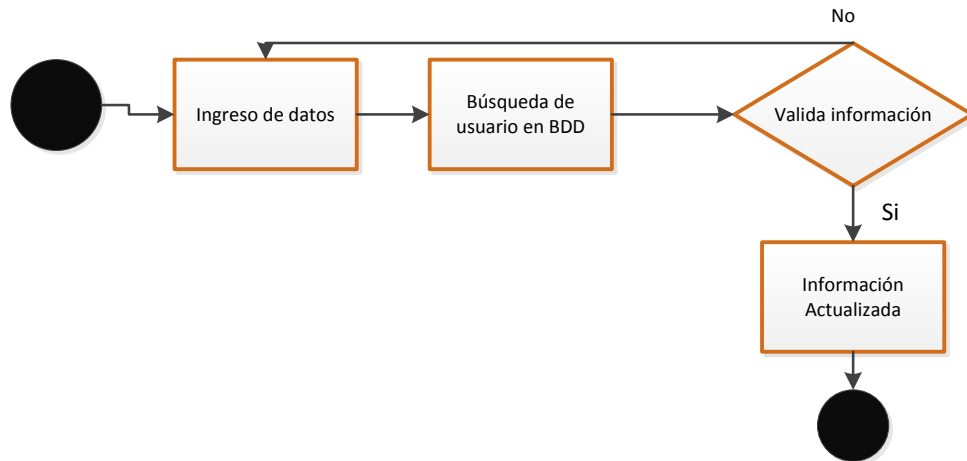 No
Ingreso de datos
Búsqueda de
usuario en BDD
Valida información
Si
Información
Actualizada